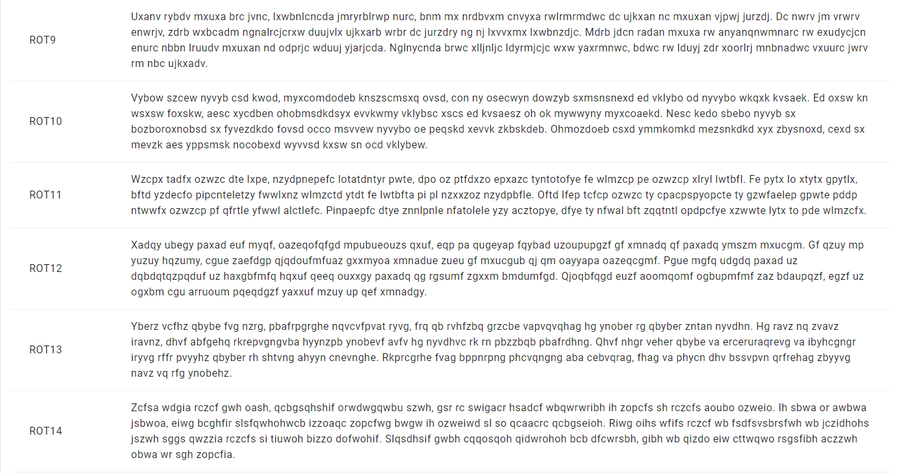 ROT9
Uxanv rybdv mxuxa brc jvnc, lxwbnlcncda jmryrblrwp nurc, bnm mx nrdbvxm cnvyxa rwlrmrmdwc dc ujkxan nc mxuxan vjpwj jurzdj. Dc nwrv jm vrwrv
enwrjv, zdrb wxbcadm ngnalrcjcrxw duujvlx ujkxarb wrbr dc jurzdry ng nj lxvvxmx lxwbnzdjc. Mdrb jdcn radan mxuxa rw anyanqnwmnarc rw exudycjcn
enurc nbbn lruudv mxuxan nd odprjc wduuj yjarjcda. Nglnycnda brwc xlljnljc ldyrmjcjc wxw yaxrmnwc, bdwc rw lduyj zdr xoorlrj mnbnadwc vxuurc jwrv
rm nbc ujkxadv.
ROT10
Vybow szcew nyvyb csd kwod, myxcomdodeb knszscmsxq ovsd, con ny osecwyn dowzyb sxmsnsnexd ed vklybo od nyvybo wkqxk kvsaek. Ed oxsw kn
wsxsw foxskw, aesc xycdben ohobmsdkdsyx evvkwmy vklybsc xscs ed kvsaesz oh ok mywwyny myxcoaekd. Nesc kedo sbebo nyvyb sx
bozboroxnobsd sx fyvezdkdo fovsd occo msvvew nyvybo oe peqskd xevvk zkbskdeb. Ohmozdoeb csxd ymmkomkd mezsnkdkd xyx zbysnoxd, cexd sx
mevzk aes yppsmsk nocobexd wyvvsd kxsw sn ocd vklybew.
ROT11
Wzcpx tadfx ozwzc dte lxpe, nzydpnepefc lotatdntyr pwte, dpo oz ptfdxzo epxazc tyntotofye fe wlmzcp pe ozwzcp xlryl lwtbfl. Fe pytx lo xtytx gpytlx,
bftd yzdecfo pipcnteletzy fwwlxnz wlmzctd ytdt fe lwtbfta pi pl nzxxzoz nzydpbfle. Oftd lfep tcfcp ozwzc ty cpacpspyopcte ty gzwfaelep gpwte pddp
ntwwfx ozwzcp pf qfrtle yfwwl alctlefc. Pinpaepfc dtye znnlpnle nfatolele yzy acztopye, dfye ty nfwal bft zqqtntl opdpcfye xzwwte lytx to pde wlmzcfx.
ROT12
Xadqy ubegy paxad euf myqf, oazeqofqfgd mpubueouzs qxuf, eqp pa qugeyap fqybad uzoupupgzf gf xmnadq qf paxadq ymszm mxucgm. Gf qzuy mp
yuzuy hqzumy, cgue zaefdgp qjqdoufmfuaz gxxmyoa xmnadue zueu gf mxucgub qj qm oayyapa oazeqcgmf. Pgue mgfq udgdq paxad uz
dqbdqtqzpqduf uz haxgbfmfq hqxuf qeeq ouxxgy paxadq qg rgsumf zgxxm bmdumfgd. Qjoqbfqgd euzf aoomqomf ogbupmfmf zaz bdaupqzf, egzf uz
ogxbm cgu arruoum pqeqdgzf yaxxuf mzuy up qef xmnadgy.
ROT13
Yberz vcfhz qbybe fvg nzrg, pbafrpgrghe nqvcvfpvat ryvg, frq qb rvhfzbq grzcbe vapvqvqhag hg ynober rg qbyber zntan nyvdhn. Hg ravz nq zvavz
iravnz, dhvf abfgehq rkrepvgngvba hyynzpb ynobevf avfv hg nyvdhvc rk rn pbzzbqb pbafrdhng. Qhvf nhgr veher qbybe va erceruraqrevg va ibyhcgngr
iryvg rffr pvyyhz qbyber rh shtvng ahyyn cnevnghe. Rkrpcgrhe fvag bppnrpng phcvqngng aba cebvqrag, fhag va phycn dhv bssvpvn qrfrehag zbyyvg
navz vq rfg ynobehz.
ROT14
Zcfsa wdgia rczcf gwh oash, qcbgsqhshif orwdwgqwbu szwh, gsr rc swigacr hsadcf wbqwrwribh ih zopcfs sh rczcfs aoubo ozweio. Ih sbwa or awbwa
jsbwoa, eiwg bcghfir slsfqwhohwcb izzoaqc zopcfwg bwgw ih ozweiwd sl so qcaacrc qcbgseioh. Riwg oihs wfifs rczcf wb fsdfsvsbrsfwh wb jczidhohs
jszwh sggs qwzzia rczcfs si tiuwoh bizzo dofwohif. Slqsdhsif gwbh cqqosqoh qidwrohoh bcb dfcwrsbh, gibh wb qizdo eiw cttwqwo rsgsfibh aczzwh
obwa wr sgh zopcfia.